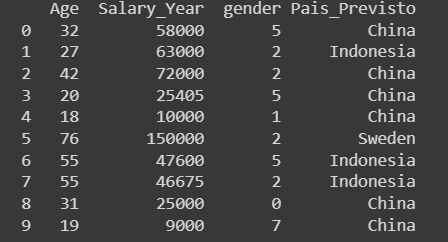 Age Salary_Year gender Pais_Previsto
0 32 58000 5 China
1 27 63000 2 Indonesia
2 42 72000 2 China
3 20 25405 5 China
4 18 10000 1 China
5 76 150000 2 Sweden
6 55 47600 5 Indonesia
7 55 46675 2 Indonesia
8 31 25000 0 China
9 19 9000 7 China